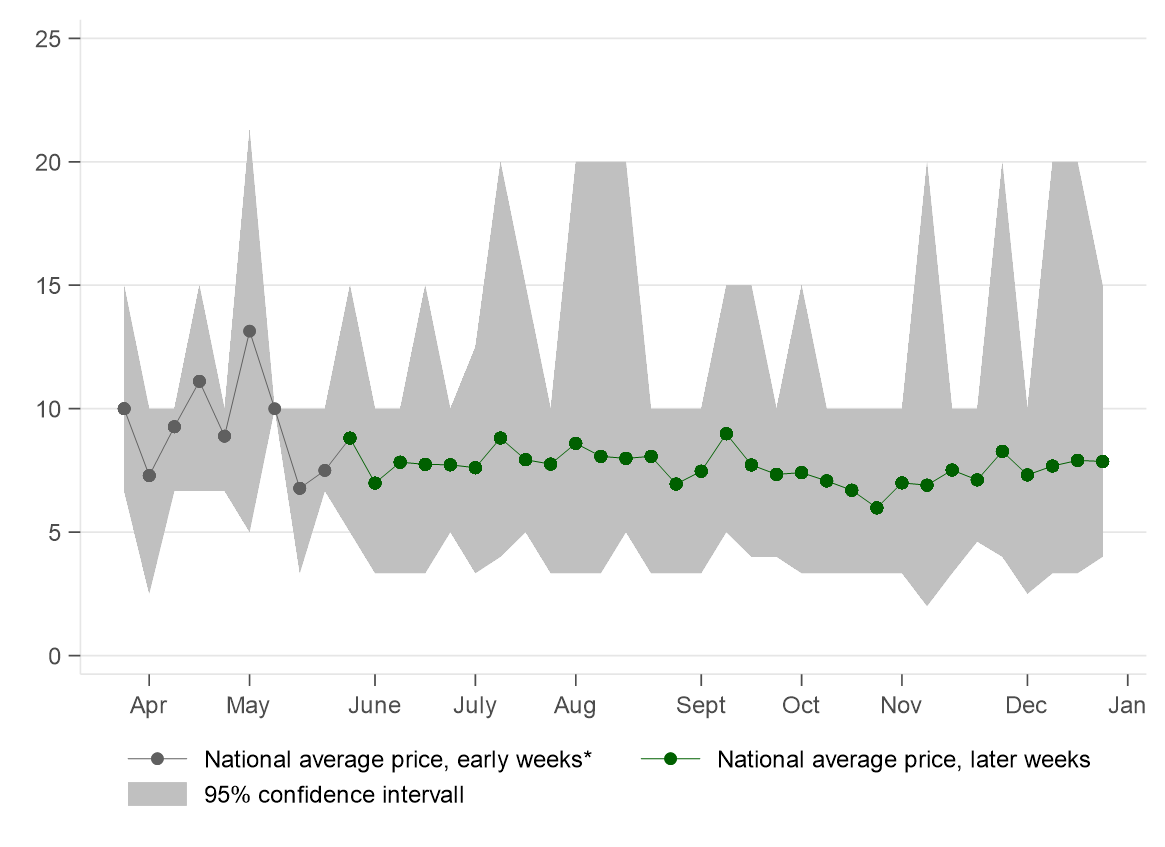 25
20
15
10
5
0
Apr May June July Aug Sept Oct Nov Dec Jan
National average price, early weeks* National average price, later weeks
95% confidence intervall